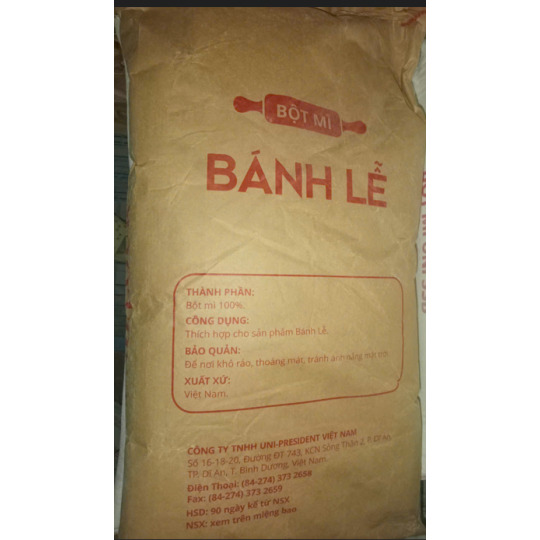 BỘT MÌ
BÁNH LỄ
THÀNH PHẦN:
Bột mì 100%.
CÔNG DỤNG:
Thích hợp cho sản phẩm Bánh Lễ.
BẢO QUẢN:
Để nơi khô ráo, thoáng mát, tránh ánh nắng mặt trời
XUẤT XỨ:
Việt Nam.
CÔNG TY TNHH UNI-PRESIDENT VIỆT NAM
Số 16-18-20, Đường ĐT 743, KCN Sóng Thần 2, P. Dĩ An,
TP. Dĩ An, T. Bình Dương, Việt Nam.
Điện Thoại: (84-274) 373 2658
Fax: (84-274) 373 2659
HSD: 90 ngày kể từ NSX
NSX: xem trên miệng bao